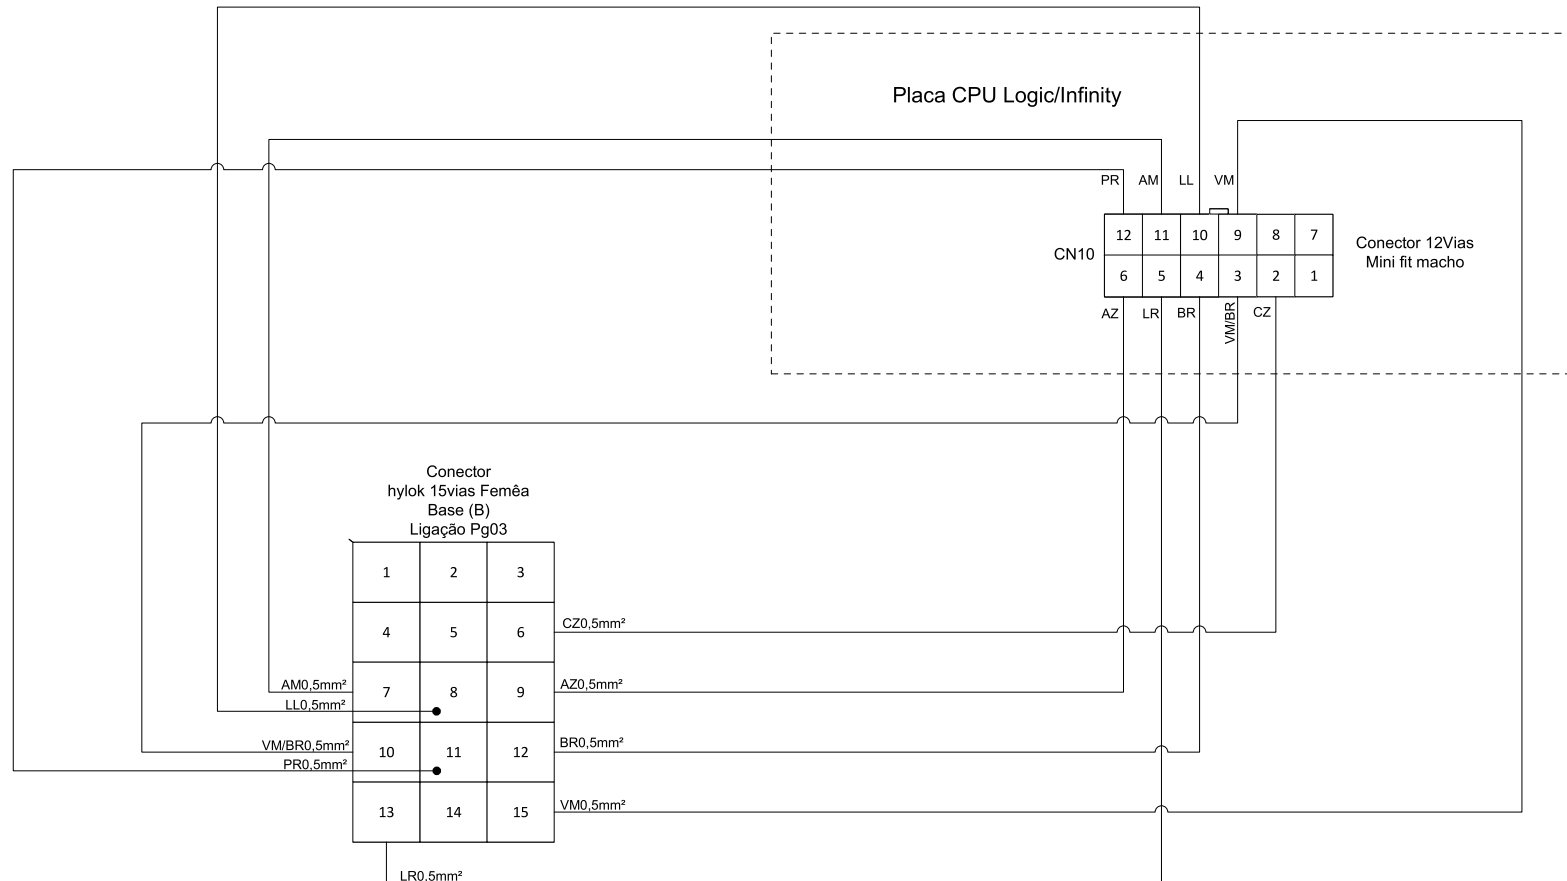 Placa CPU Logic/Infinity
PR AM LL VM
12 11 10 9 8 7
CN10
6 5 4 3 2 1
Conector 12Vias
Mini fit macho
AZ LR BR VM/BR CZ
Conector
hylok 15vias Femêa
Base (B)
Ligação Pg03
1 2 3
4 5 6
CZ0,5mm²
AM0,5mm²
7 8 9
AZ0,5mm²
LL0,5mm²
VM/BR0,5mm²
10 11 12
BR0,5mm²
PR0,5mm²
13 14 15
VM0,5mm²
LR0,5mm²